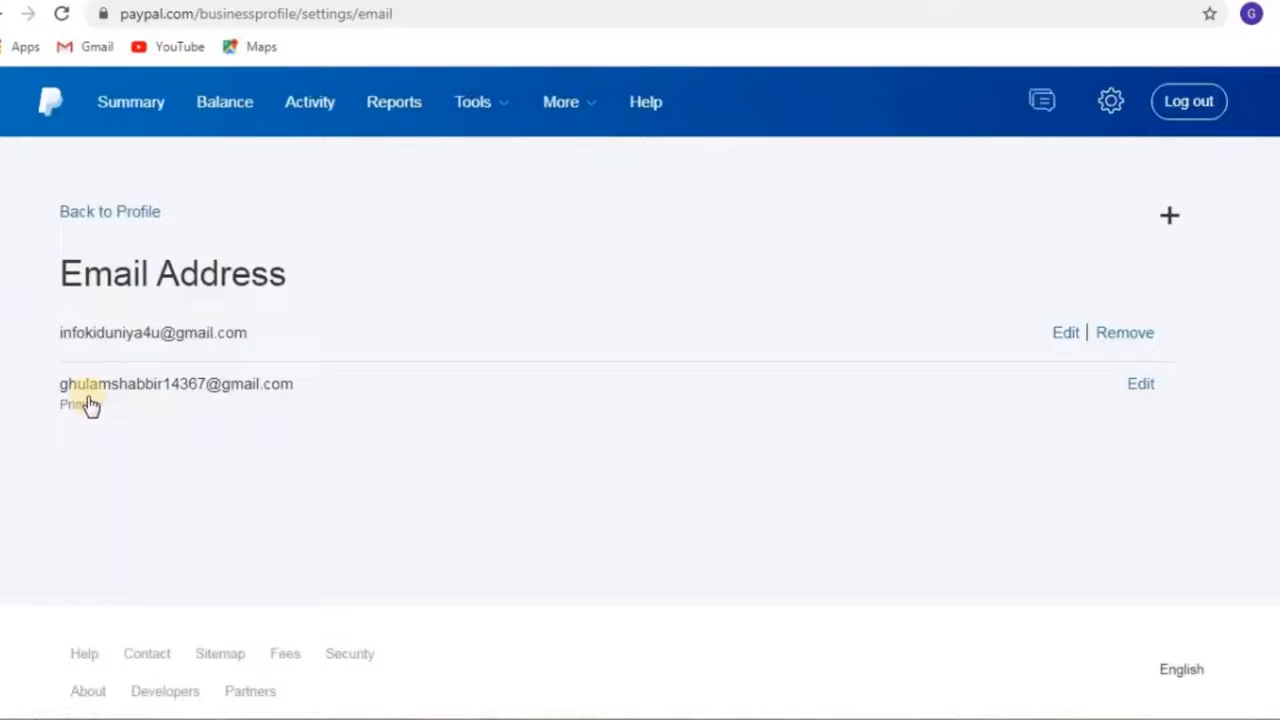 paypal.com/businessprofile/settings/email
G
Apps Gmail YouTube Maps
Summary Balance Activity Reports Tools More Help Log out
Back to Profile
+
Email Address
infokiduniya4u@gmail.com Edit | Remove
ghulamshabbir14367@gmail.com Edit
Help Contact Sitemap Fees Security
English
About Developers Partners